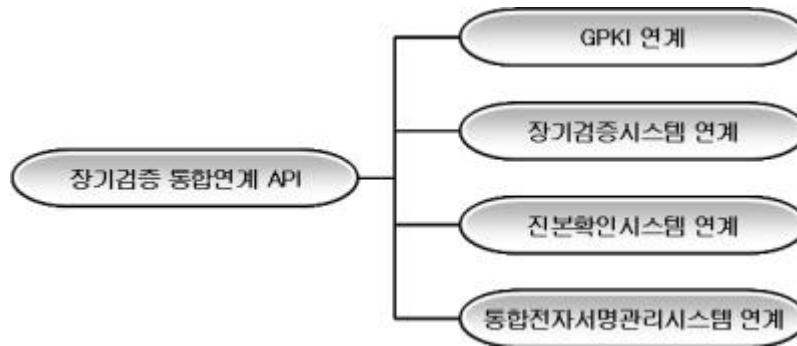 GPKI 연계
장기검증시스템 연계
장기검증 통합연계 API
진본확인시스템 연계
통합전자서명관리시스템 연계